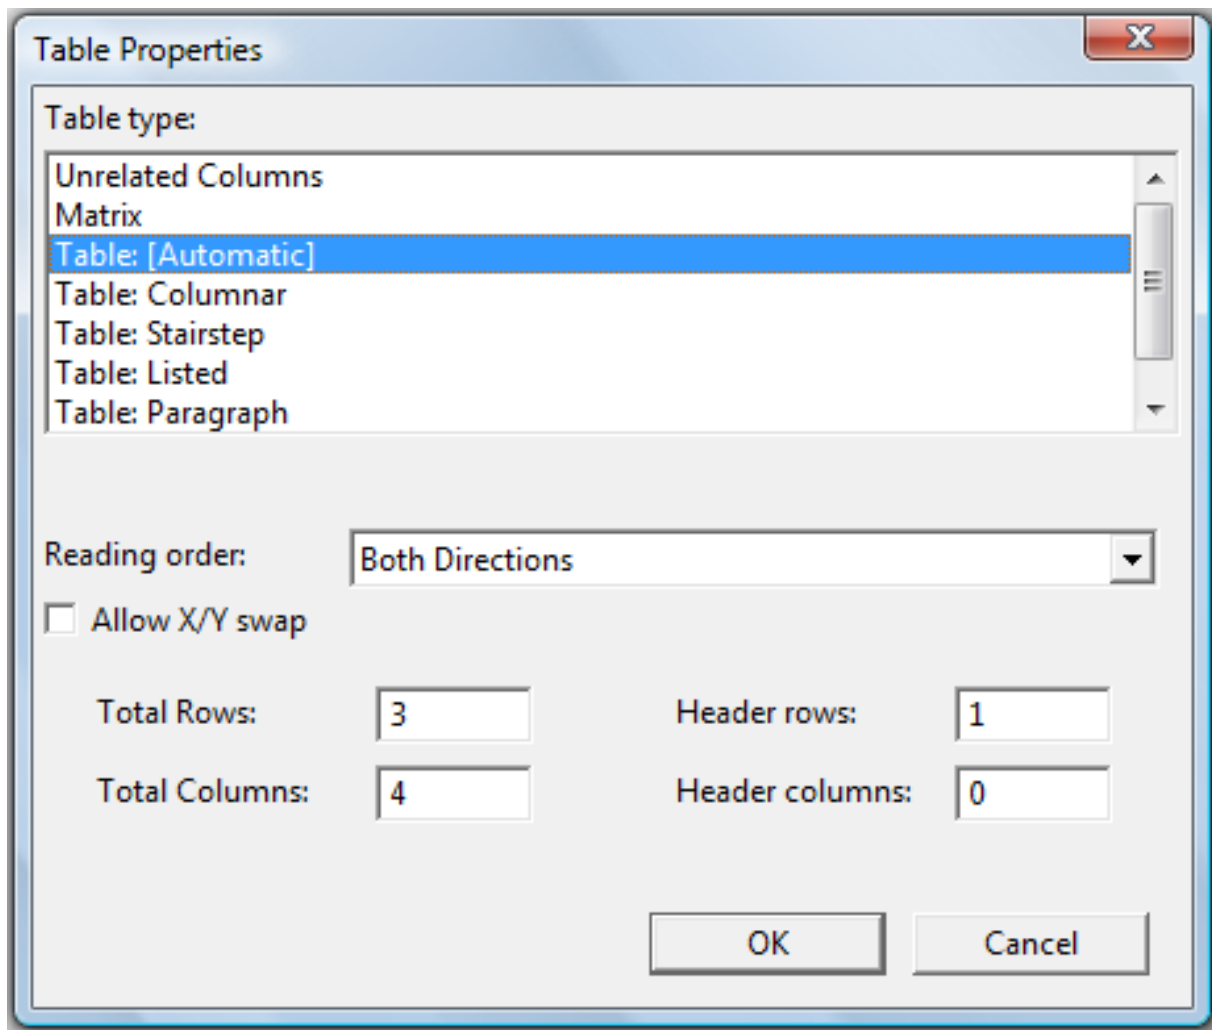 Table Properties
Table type:
Unrelated Columns
Matrix
Table: [Automatic]
Table: Columnar
Table: Stairstep
Table: Listed
Table: Paragraph
Reading order: Both Directions
Allow X/Y swap
Total Rows: 3 Header rows: 1
Total Columns: 4 Header columns: 0
OK Cancel